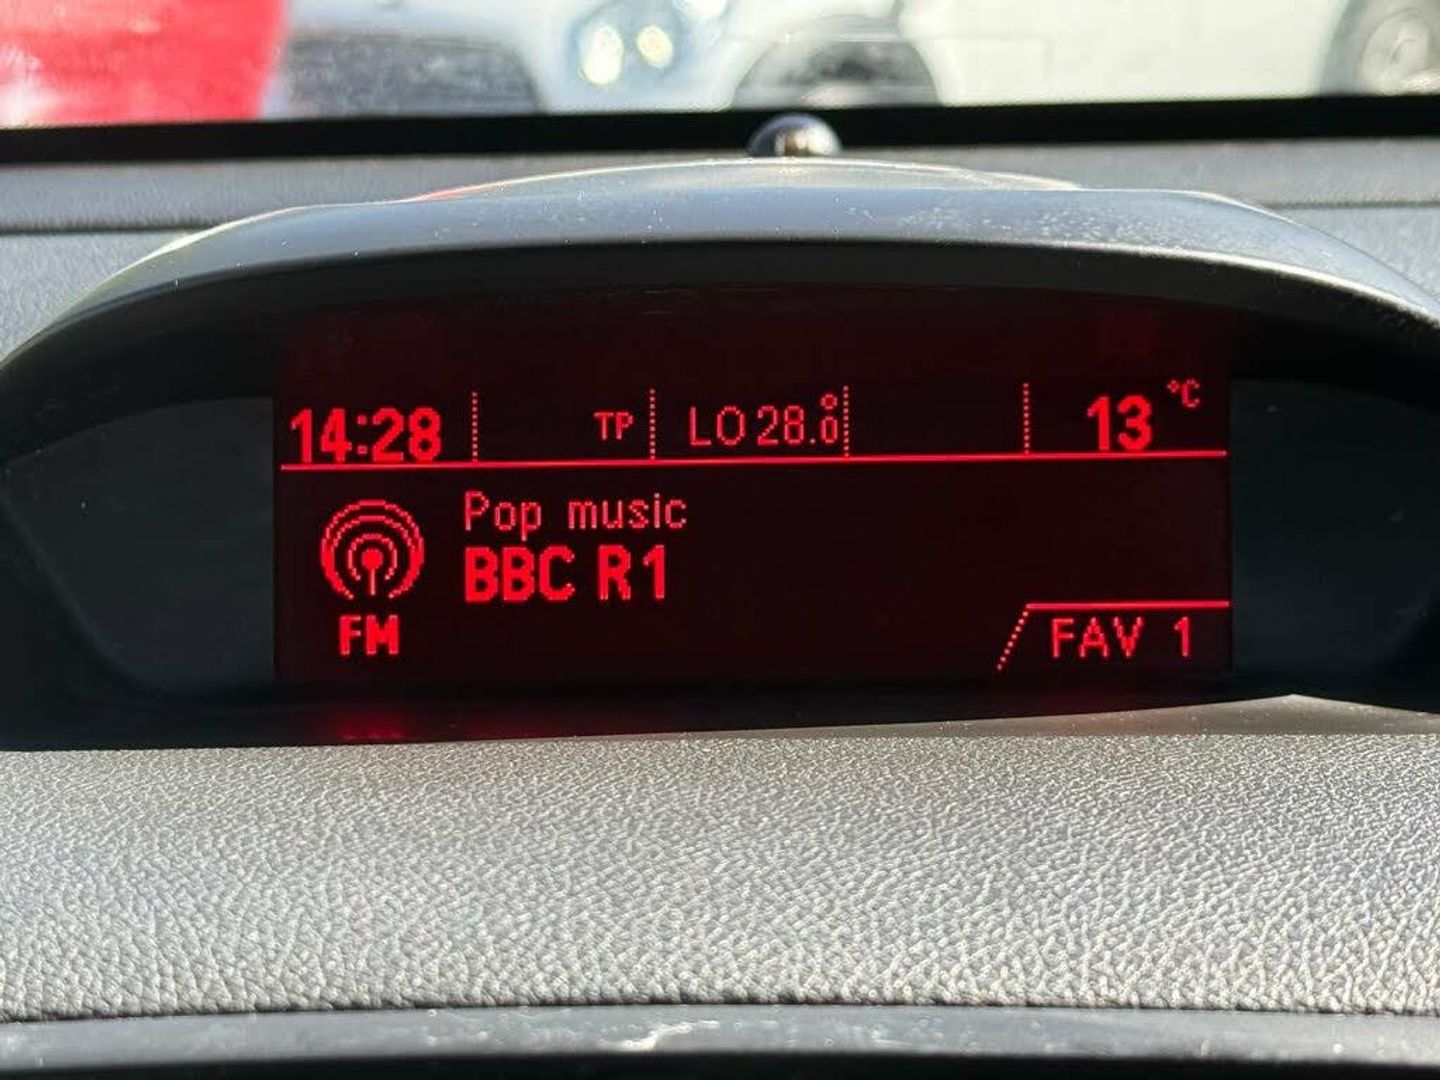 14:28 TP LO 28.0° 13 °C
Pop music
BBC R1
FM
FAV 1